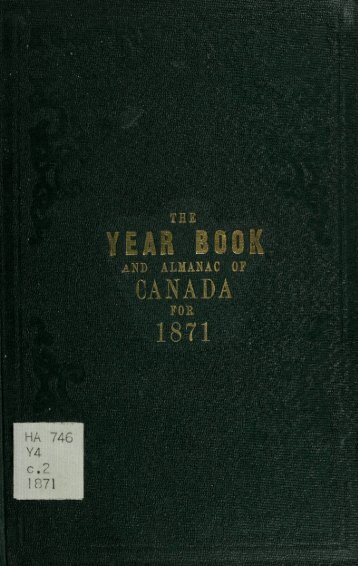 THE
YEAR BOOK
AND ALMANAC OF
CANADA
FOR
1871
HA 746
Y4
c.2
1871